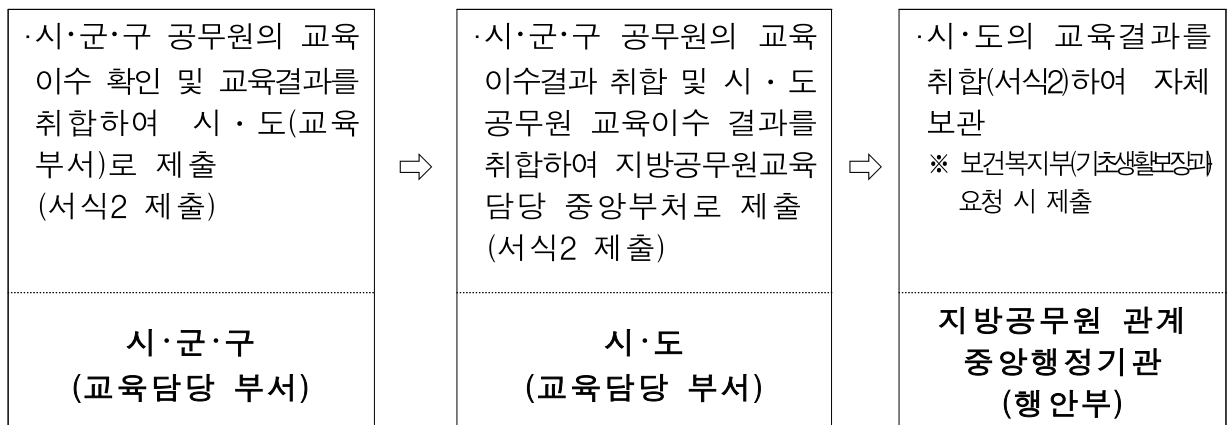 ·시·군·구 공무원의 교육
이수 확인 및 교육결과를
취합하여 시·도(교육
부서)로 제출
(서식2 제출)
시·군·구
(교육담당 부서)
⇨
·시·군·구 공무원의 교육
이수결과 취합 및 시·도
공무원 교육이수 결과를
취합하여 지방공무원교육
담당 중앙부처로 제출
(서식2 제출)
시·도
(교육담당 부서)
⇨
·시·도의 교육결과를
취합(서식2)하여 자체
보관
※ 보건복지부(기초생활보장과)
요청 시 제출
지방공무원 관계
중앙행정기관
(행안부)